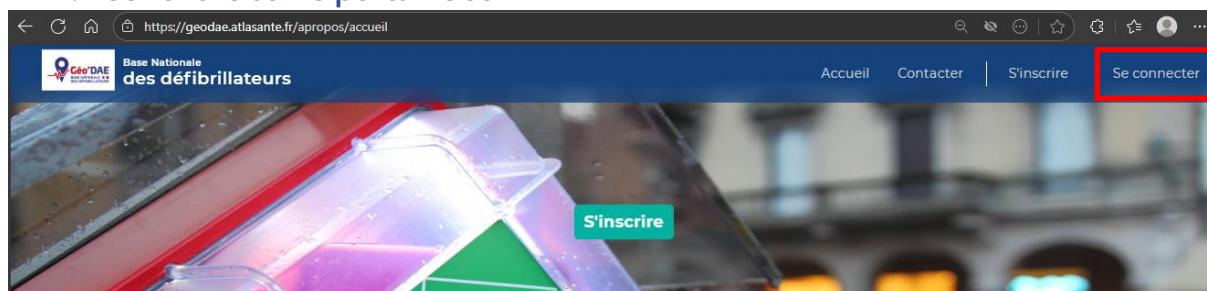 https://geodae.atlasante.fr/apropos/accueil
Géo'DAE
Base Nationale
des défibrillateurs
Accueil
Contacter
S'inscrire
Se connecter
S'inscrire